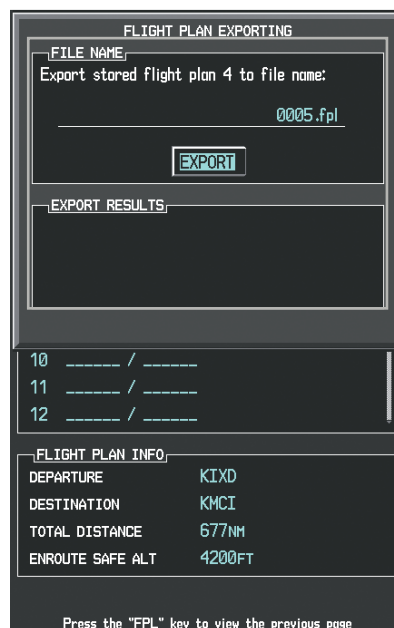 FLIGHT PLAN EXPORTING
FILE NAME
Export stored flight plan 4 to file name:
0005.fpl
EXPORT
EXPORT RESULTS
10 ______ / ______
11 ______ / ______
12 ______ / ______
FLIGHT PLAN INFO
DEPARTURE KIXD
DESTINATION KMCI
TOTAL DISTANCE 677NM
ENROUTE SAFE ALT 4200FT
Press the "FPL" key to view the previous page